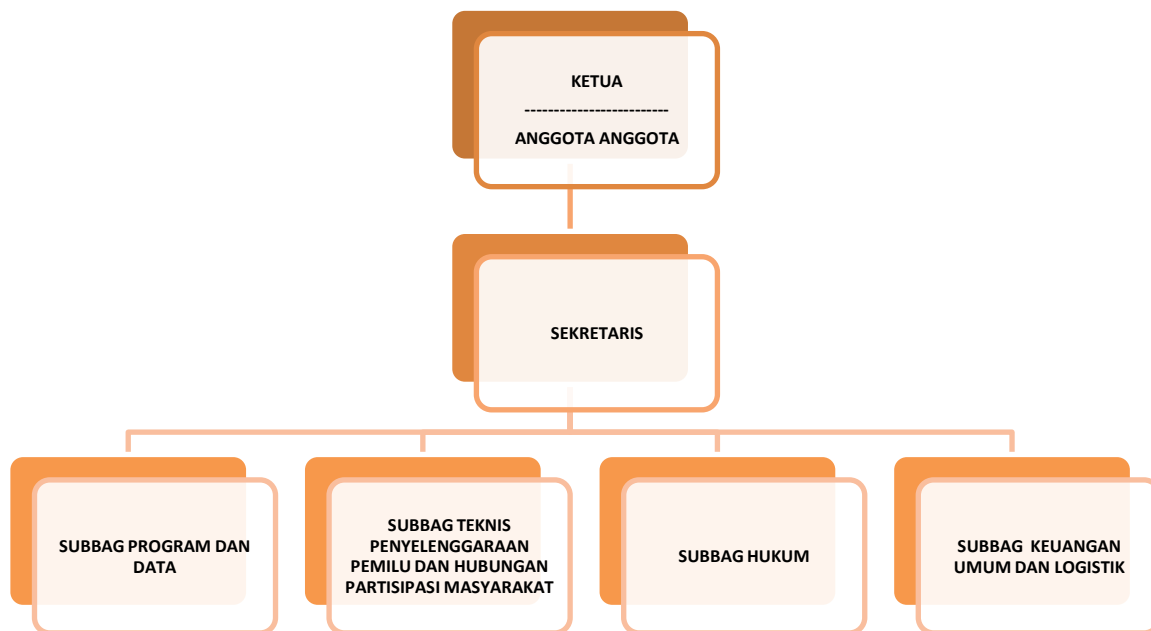 KETUA
-------------------------
ANGGOTA ANGGOTA
SEKRETARIS
SUBBAG PROGRAM DAN
DATA
SUBBAG TEKNIS
PENYELENGGARAAN
PEMILU DAN HUBUNGAN
PARTISIPASI MASYARAKAT
SUBBAG HUKUM
SUBBAG  KEUANGAN
UMUM DAN LOGISTIK